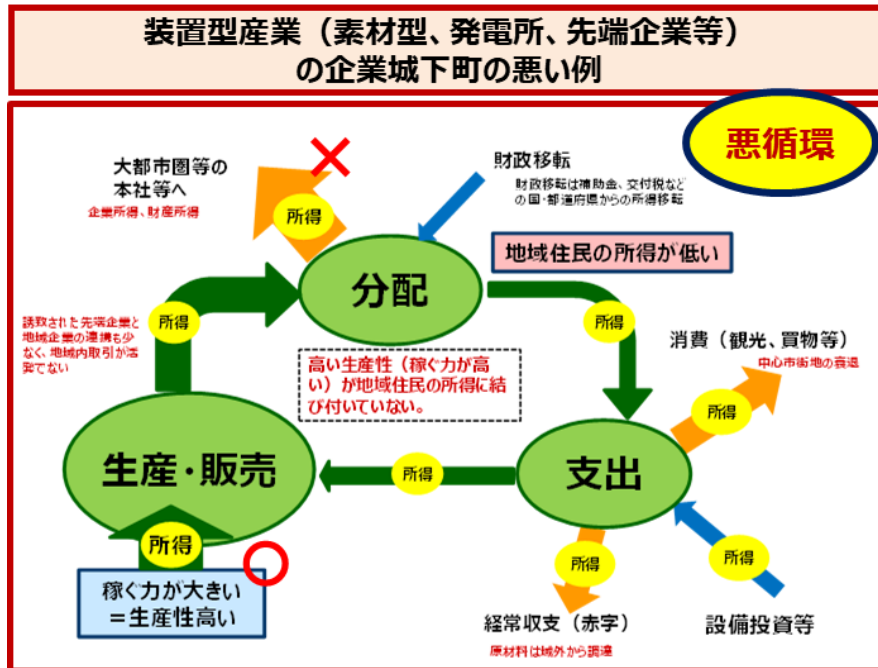 装置型産業（素材型、発電所、先端企業等）
の企業城下町の悪い例
悪循環
大都市圏等の
本社等へ
企業所得、財産所得
所得
財政移転
財政移転は補助金、交付税など
の国・都道府県からの所得移転
分配
地域住民の所得が低い
誘致された先端企業と
地域企業の連携も少
なく、地域内取引が活
発でない
所得
所得
高い生産性（稼ぐ力が高
い）が地域住民の所得に結
び付いていない。
消費（観光、買物等）
中心市街地の衰退
所得
生産・販売
所得
支出
所得
稼ぐ力が大きい
＝生産性高い
所得
所得
経常収支（赤字）
原材料は域外から調達
設備投資等